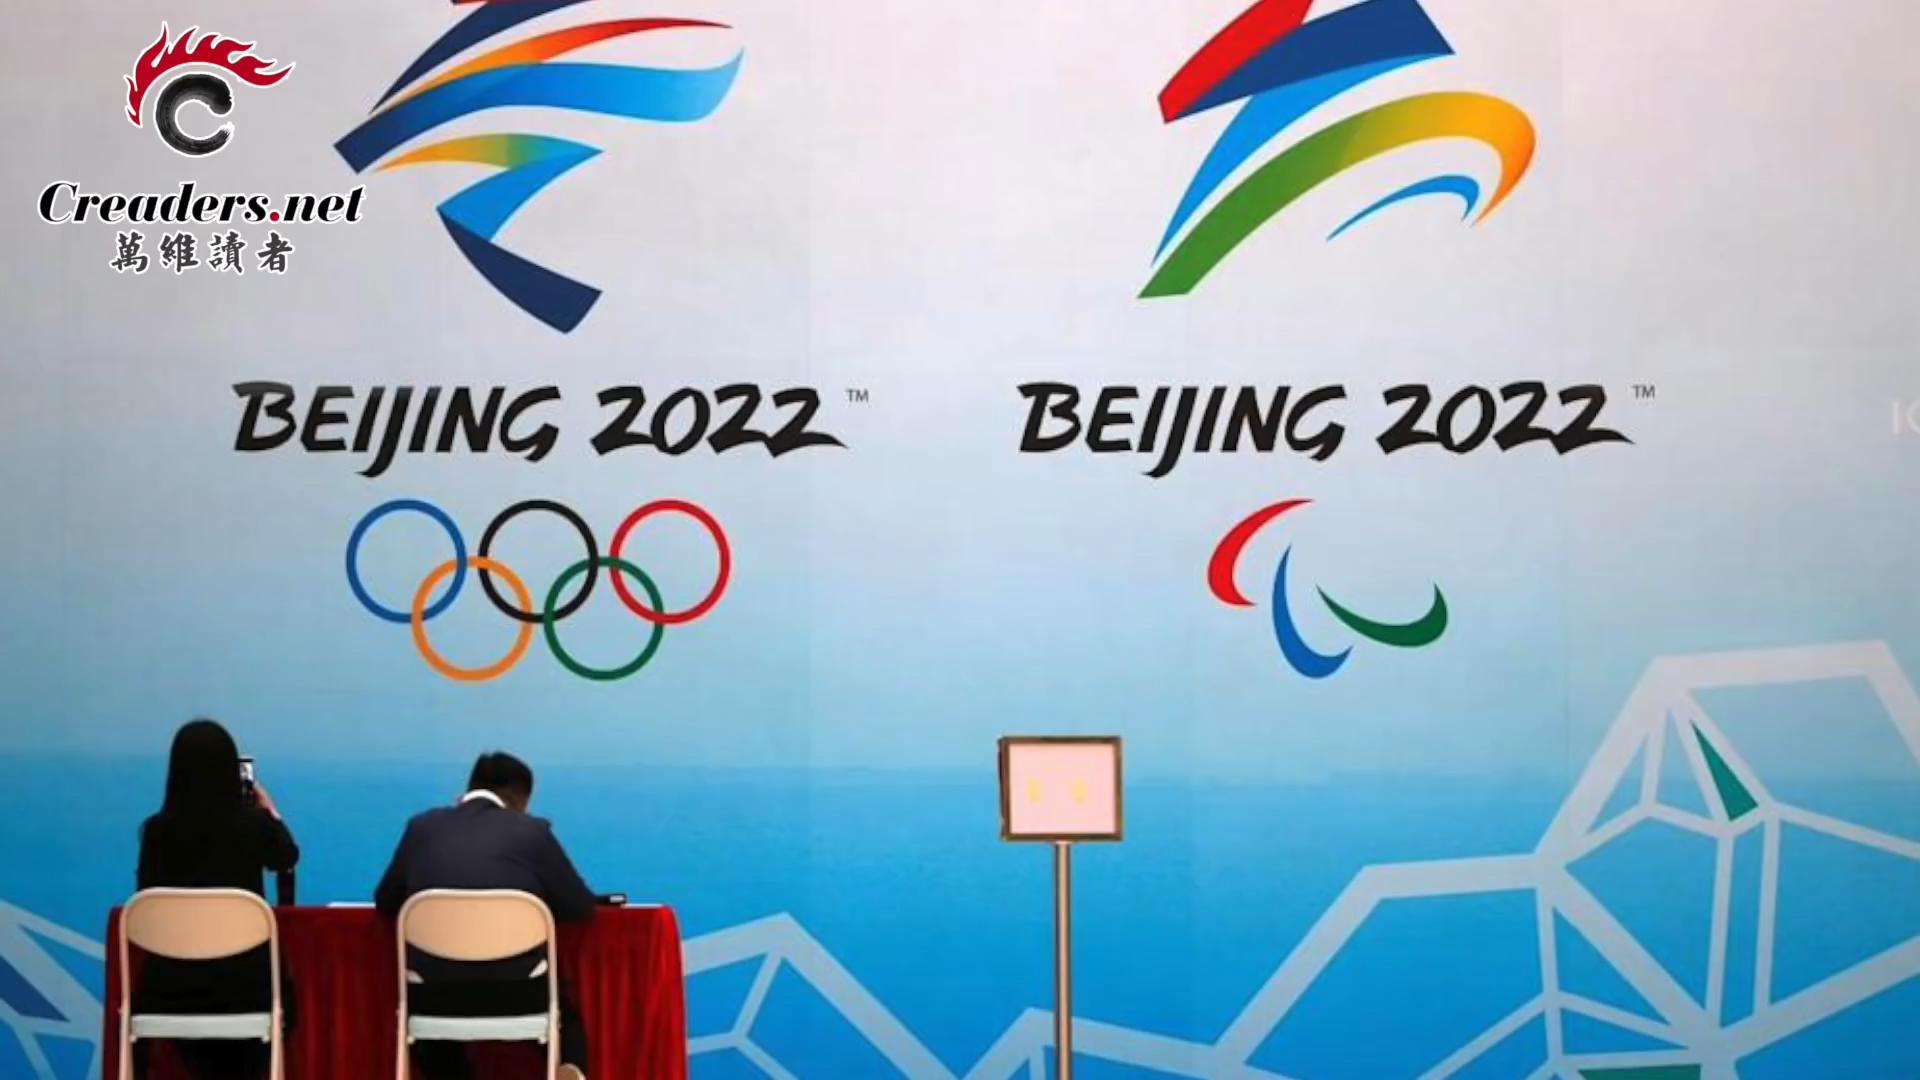 Creaders.net
萬維讀者
BEIJING 2022™
BEIJING 2022™